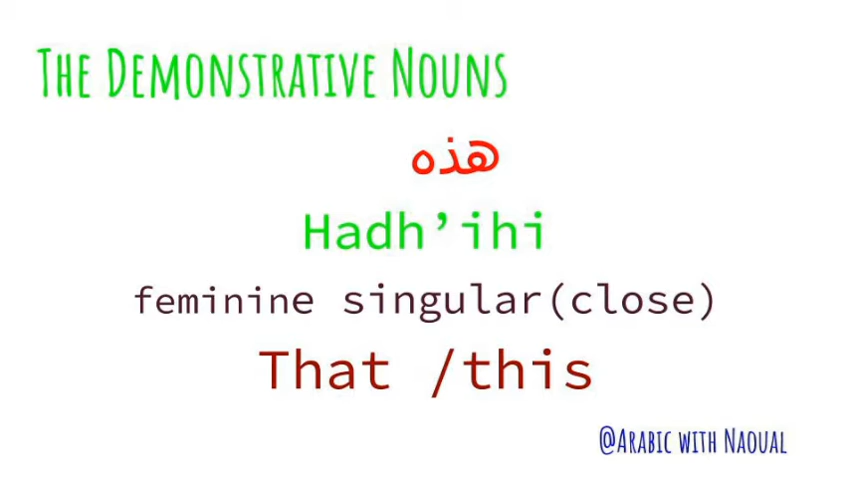 The Demonstrative Nouns
هذه
Hadh’ihi
feminine singular(close)
That /this
@Arabic with Naoual